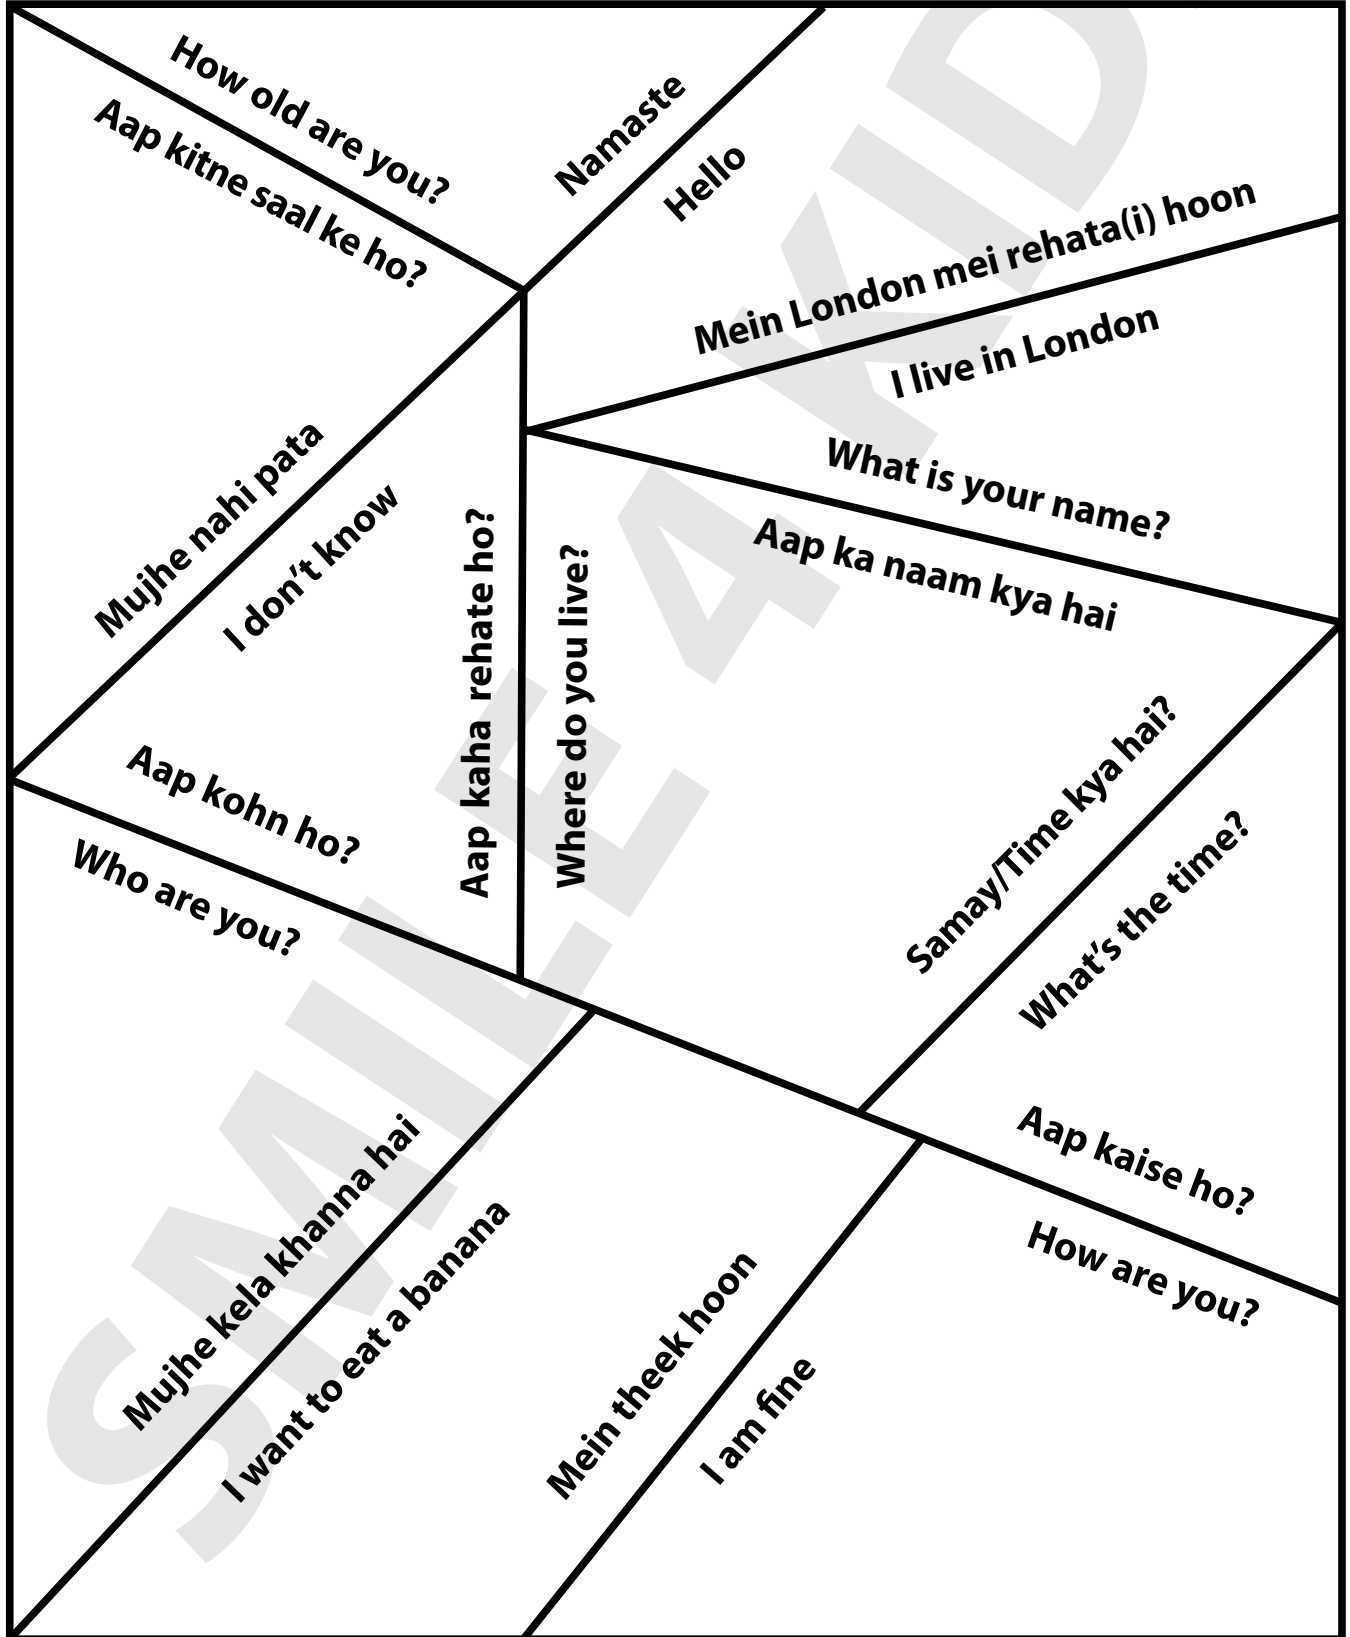 How old are you?
Aap kitne saal ke ho?
Namaste
Hello
Mein London mei rehata(i) hoon
I live in London
What is your name?
Aap ka naam kya hai
Mujhe nahi pata
I don't know
Aap kaha rehate ho?
Where do you live?
Samay/Time kya hai?
What's the time?
Aap kohn ho?
Who are you?
Aap kaise ho?
How are you?
Mujhe kela khanna hai
I want to eat a banana
Mein theek hoon
I am fine
SMILE 4 KID